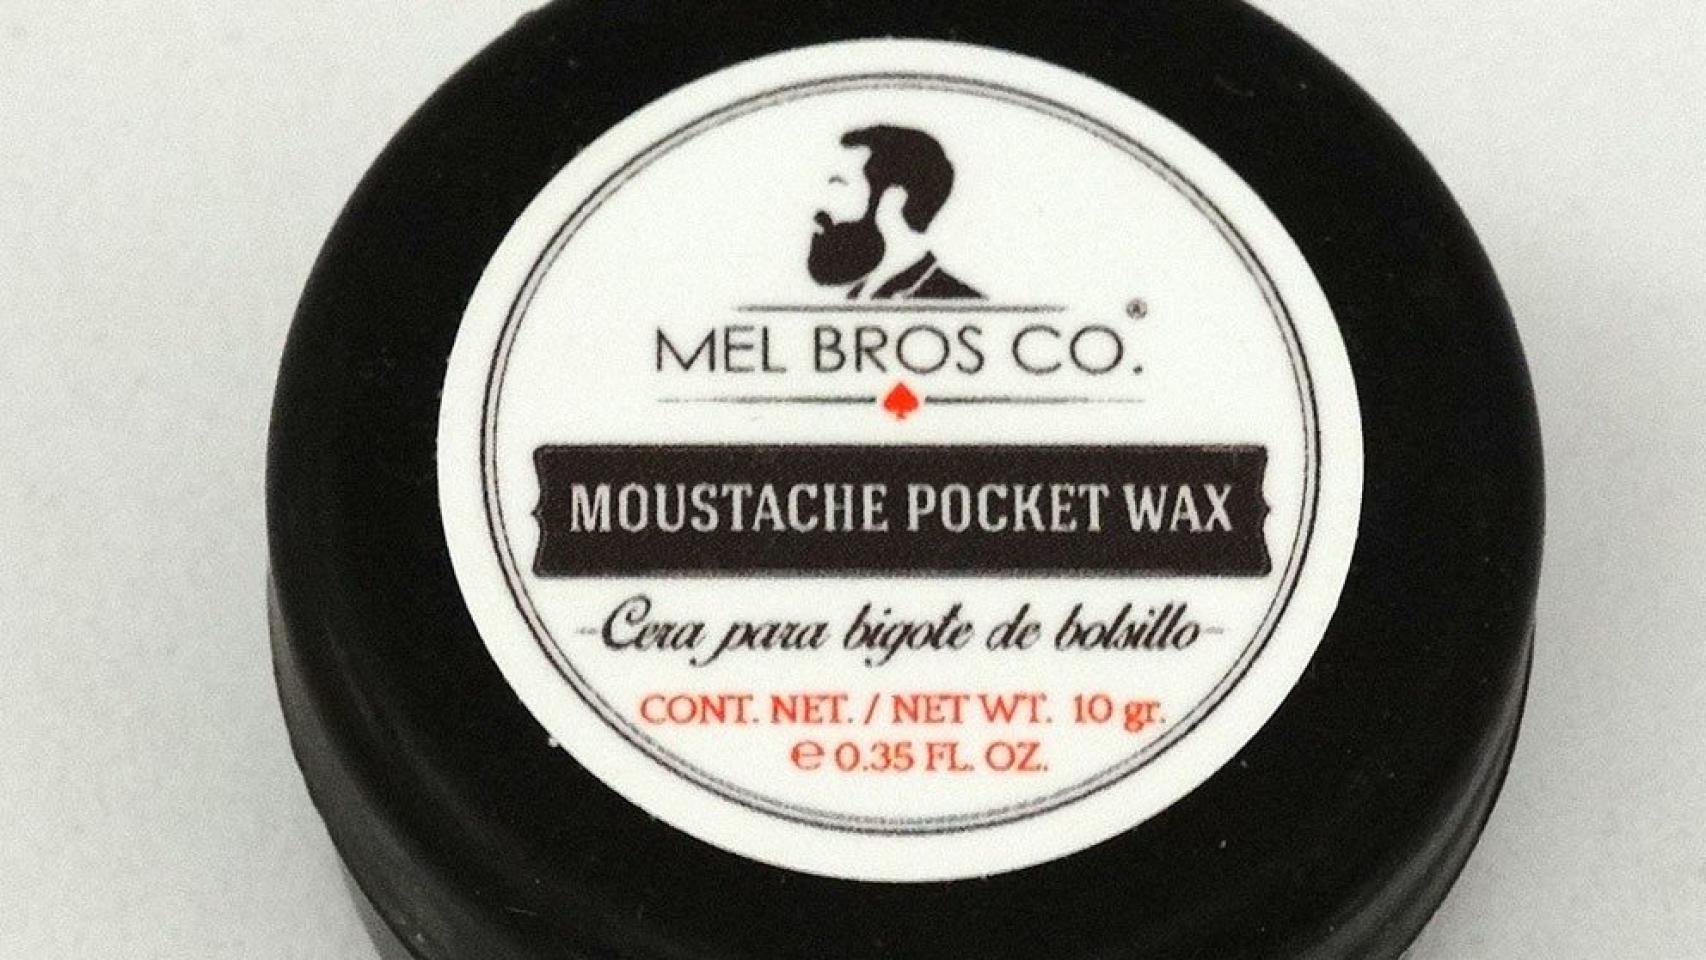 MEL BROS CO.®
MOUSTACHE POCKET WAX
-Cera para bigote de bolsillo-
CONT. NET. / NET WT. 10 gr.
℮ 0.35 FL. OZ.